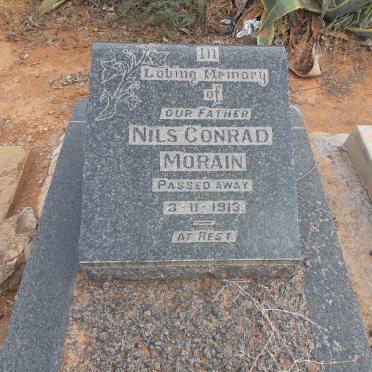 In
Loving Memory
of
OUR FATHER
NILS CONRAD
MORAIN
PASSED AWAY
3-11-1913.
AT REST.